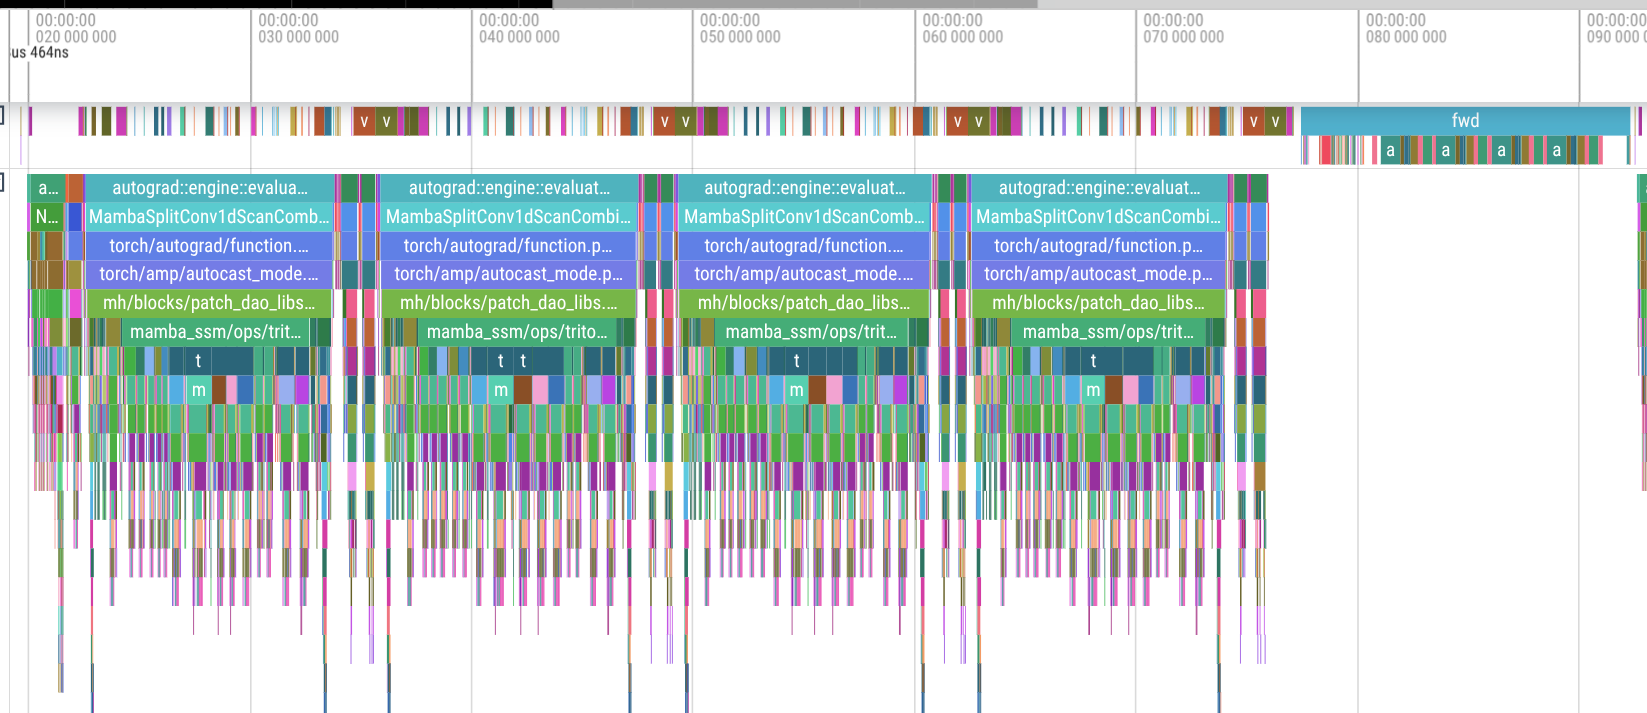 00:00:00 00:00:00 00:00:00 00:00:00 00:00:00 00:00:00 00:00:00 00:00:00
020 000 000 030 000 000 040 000 000 050 000 000 060 000 000 070 000 000 080 000 000 090 000
us 464ns
v v v v v v v v fwd
a a a a
a... autograd::engine::evalua... autograd::engine::evaluat... autograd::engine::evaluat... autograd::engine::evaluat...
N... MambaSplitConv1dScanComb... MambaSplitConv1dScanCombi... MambaSplitConv1dScanCombi... MambaSplitConv1dScanCombi...
torch/autograd/function.... torch/autograd/function.p... torch/autograd/function.... torch/autograd/function.p...
torch/amp/autocast_mode.... torch/amp/autocast_mode.p... torch/amp/autocast_mode.... torch/amp/autocast_mode.p...
mh/blocks/patch_dao_libs... mh/blocks/patch_dao_libs.... mh/blocks/patch_dao_libs... mh/blocks/patch_dao_libs...
mamba_ssm/ops/trit... mamba_ssm/ops/trito... mamba_ssm/ops/trit... mamba_ssm/ops/trit...
t t t t t
m m m m